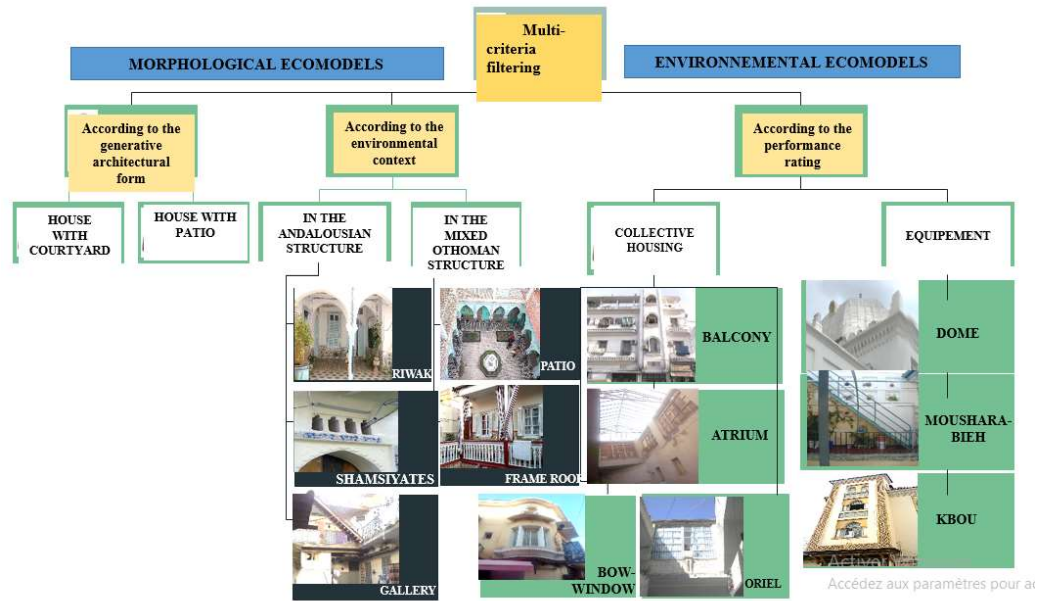 Multi-
criteria
filtering
MORPHOLOGICAL ECOMODELS
ENVIRONNEMENTAL ECOMODELS
According to the
generative
architectural
form
According to the
environmental
context
According to the
performance
rating
HOUSE
WITH
COURTYARD
HOUSE WITH
PATIO
IN THE
ANDALOUSIAN
STRUCTURE
IN THE
MIXED
OTHOMAN
STRUCTURE
COLLECTIVE
HOUSING
EQUIPEMENT
RIWAK
PATIO
BALCONY
DOME
SHAMSIYATES
FRAME ROOF
ATRIUM
MOUSHARA-
BIEH
GALLERY
BOW-
WINDOW
ORIEL
KBOU
Accédez aux paramètres pour